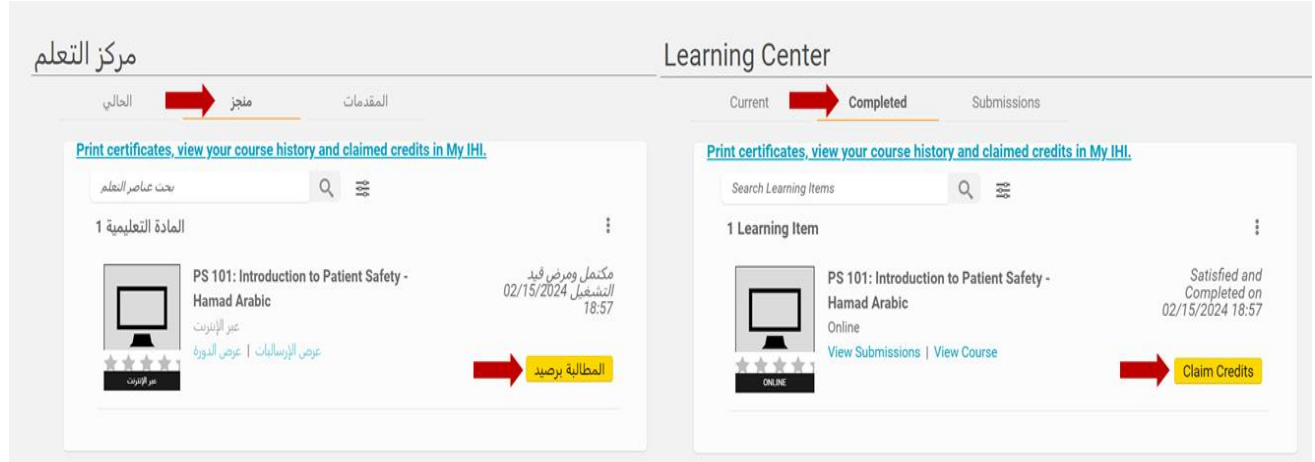 مركز التعلم
الحالي
منجز
المقدمات
Print certificates, view your course history and claimed credits in My IHI.
بحث عناصر التعلم
المادة التعليمية 1
PS 101: Introduction to Patient Safety -
Hamad Arabic
عبر الإنترنت
عرض الإرساليات | عرض الدورة
عبر الإنترنت
مكتمل ومرضٍ قيد
التشغيل 02/15/2024
18:57
المطالبة برصيد
Learning Center
Current
Completed
Submissions
Print certificates, view your course history and claimed credits in My IHI.
Search Learning Items
1 Learning Item
PS 101: Introduction to Patient Safety -
Hamad Arabic
Online
View Submissions | View Course
ONLINE
Satisfied and
Completed on
02/15/2024 18:57
Claim Credits